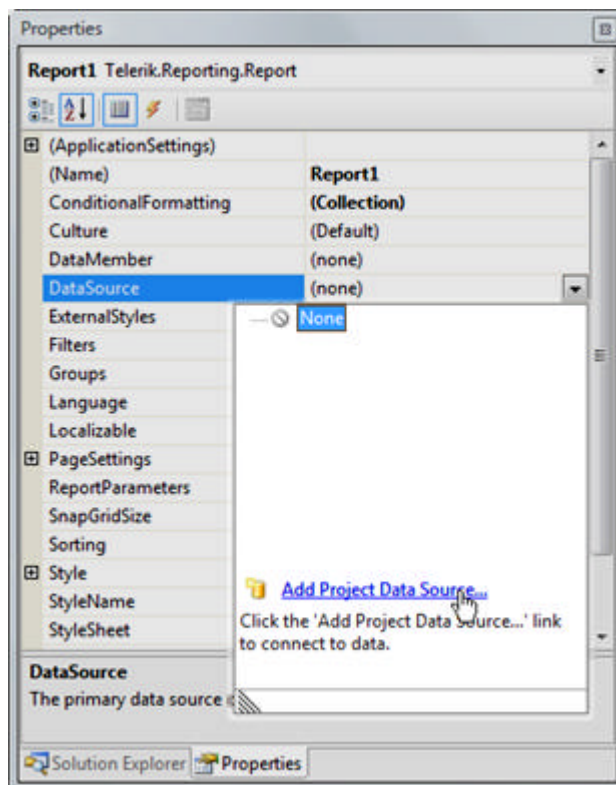 Properties
Report1 Telerik.Reporting.Report
(ApplicationSettings)
(Name) Report1
ConditionalFormatting (Collection)
Culture (Default)
DataMember (none)
DataSource (none)
ExternalStyles
None
Filters
Groups
Language
Localizable
PageSettings
ReportParameters
SnapGridSize
Sorting
Style
StyleName
StyleSheet
Add Project Data Source...
Click the 'Add Project Data Source...' link
to connect to data.
DataSource
The primary data source
Solution Explorer Properties